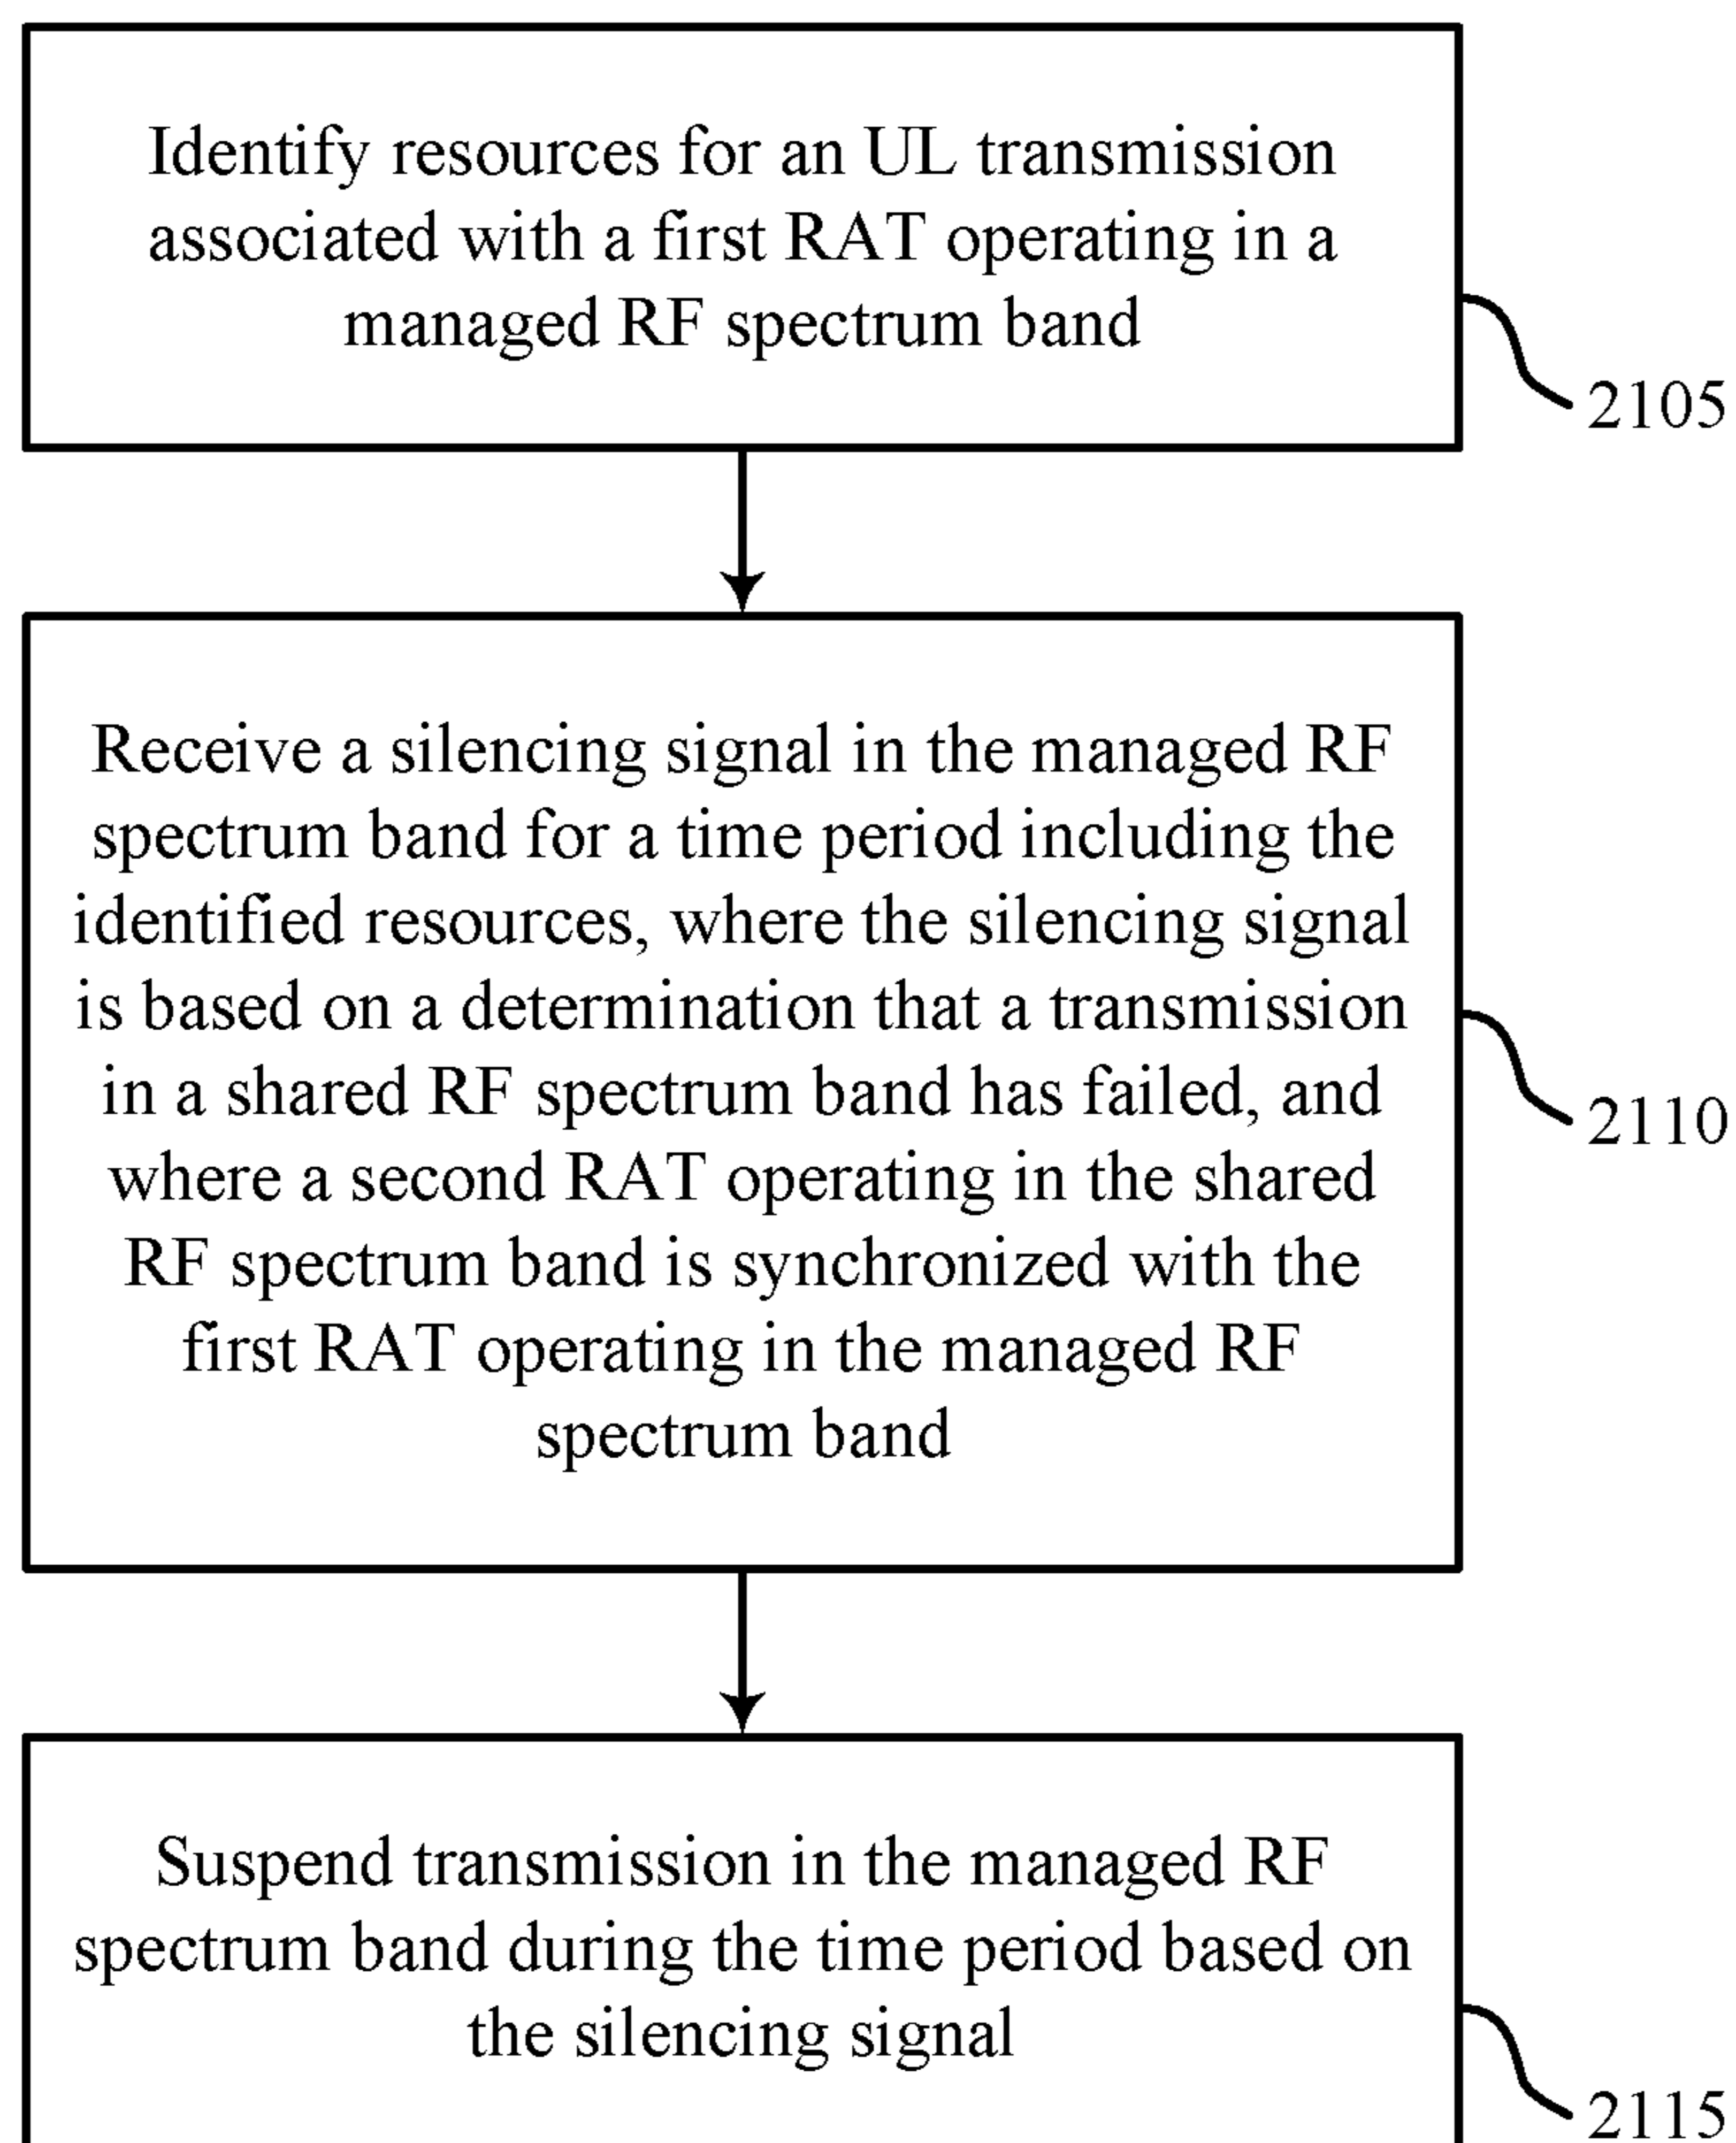 Identify resources for an UL transmission
associated with a first RAT operating in a
managed RF spectrum band
2105
Receive a silencing signal in the managed RF
spectrum band for a time period including the
identified resources, where the silencing signal
is based on a determination that a transmission
in a shared RF spectrum band has failed, and
where a second RAT operating in the shared
RF spectrum band is synchronized with the
first RAT operating in the managed RF
spectrum band
2110
Suspend transmission in the managed RF
spectrum band during the time period based on
the silencing signal
2115